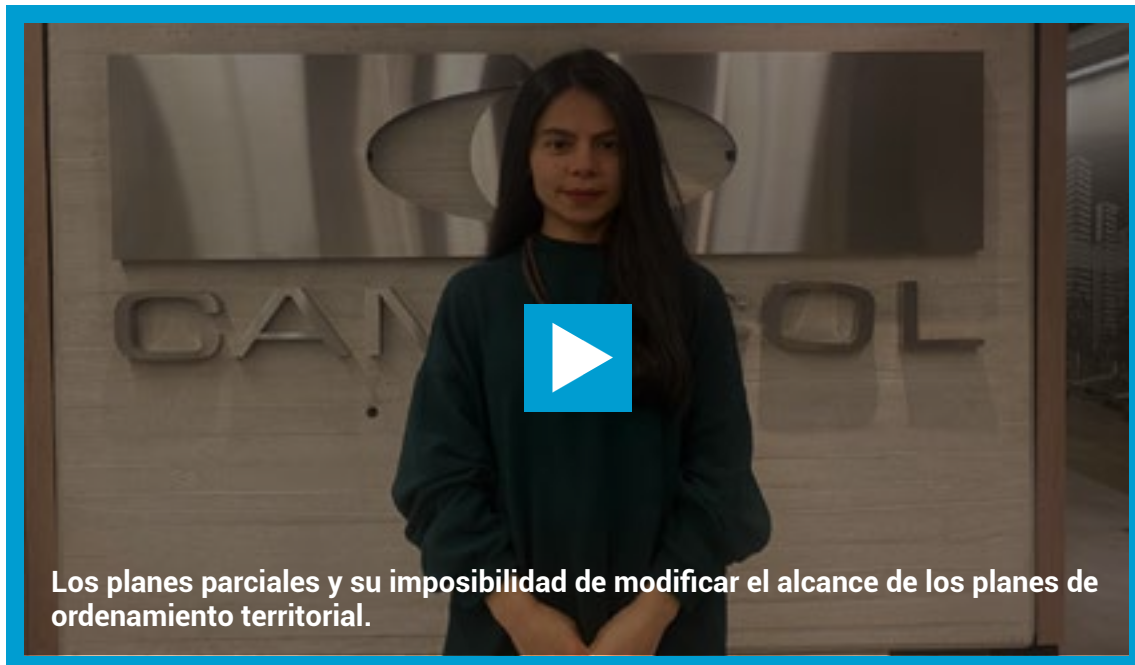 Los planes parciales y su imposibilidad de modificar el alcance de los planes de
ordenamiento territorial.